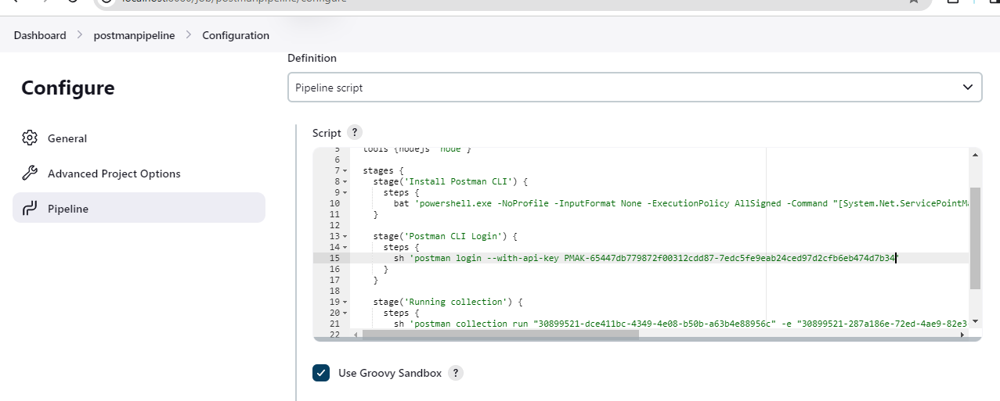 /job/postmanpipeline/configure
Dashboard > postmanpipeline > Configuration
Configure
General
Advanced Project Options
Pipeline
Definition
Pipeline script
Script ?
5 tools {nodejs "node"}
6
7 stages {
8 stage('Install Postman CLI') {
9 steps {
10 bat 'powershell.exe -NoProfile -InputFormat None -ExecutionPolicy AllSigned -Command "[System.Net.ServicePointM
11 }
12
13 stage('Postman CLI Login') {
14 steps {
15 sh 'postman login --with-api-key PMAK-65447db779872f00312cdd87-7edc5fe9eab24ced97d2cfb6eb474d7b34'
16 }
17 }
18
19 stage('Running collection') {
20 steps {
21 sh 'postman collection run "30899521-dce411bc-4349-4e08-b50b-a63b4e88956c" -e "30899521-287a186e-72ed-4ae9-82e3
22
Use Groovy Sandbox ?